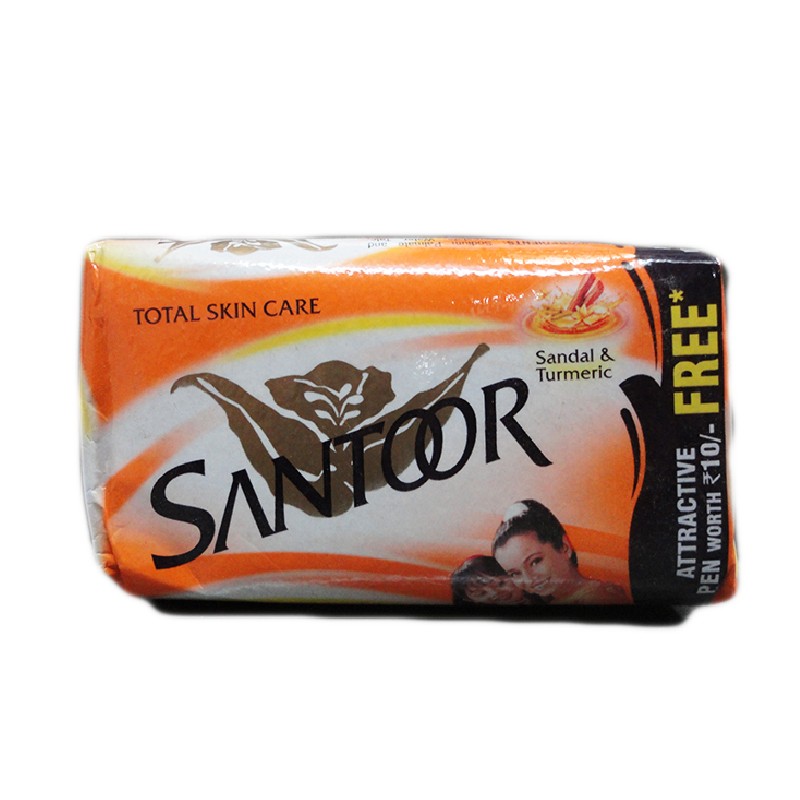 TOTAL SKIN CARE
Sandal &
Turmeric
SANTOOR
ATTRACTIVE
PEN WORTH ₹10/-
FREE*